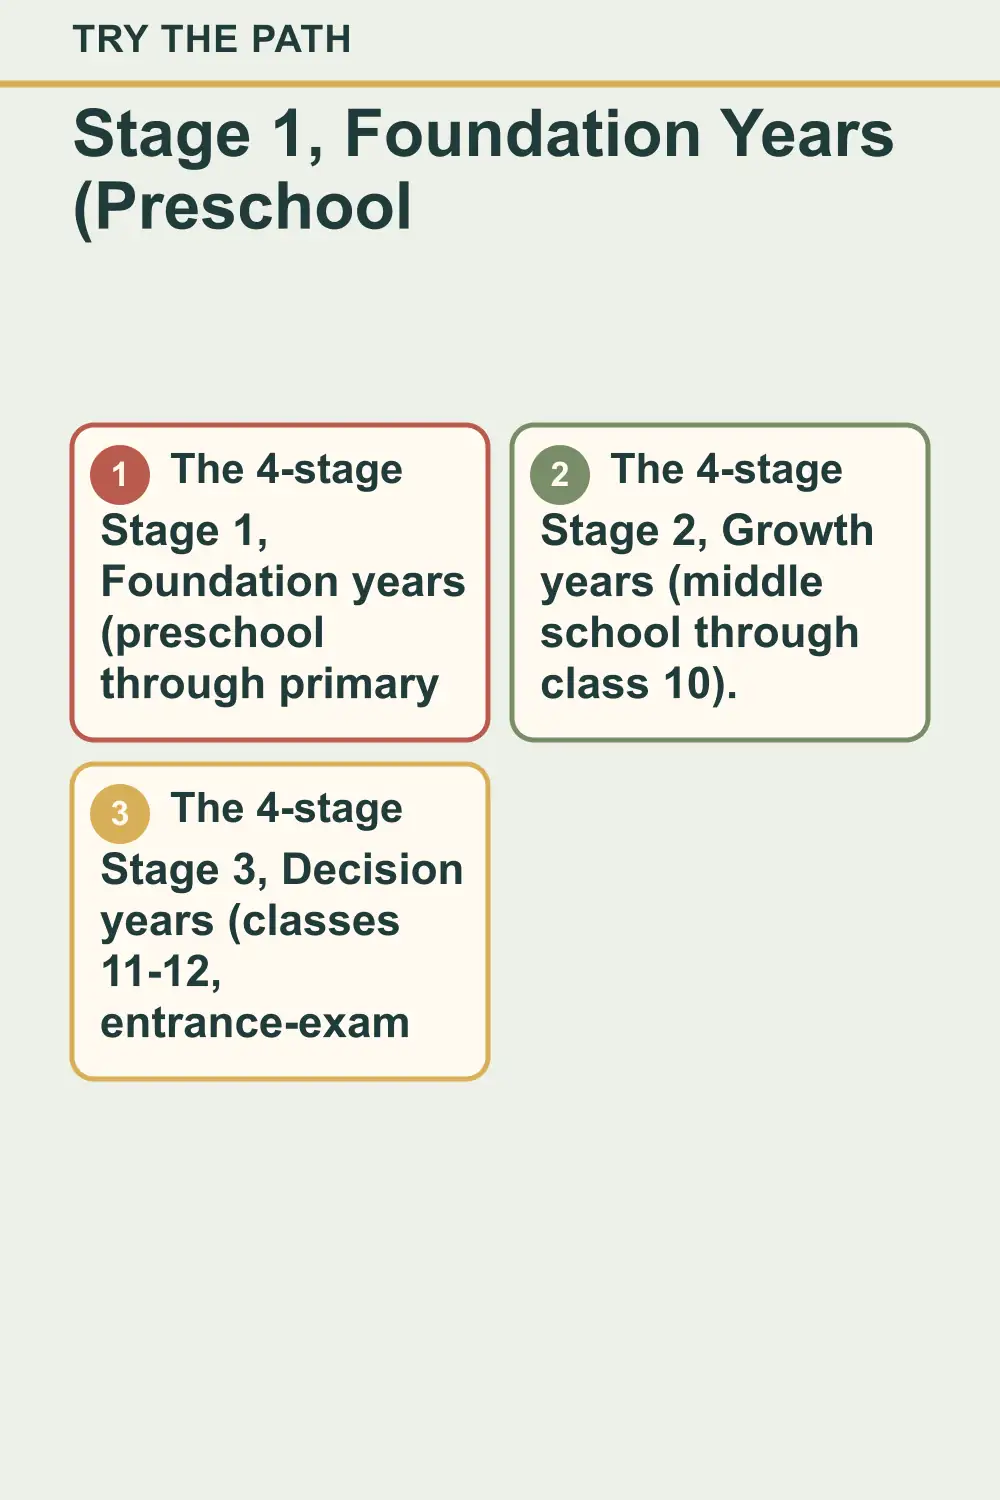 TRY THE PATH
Stage 1, Foundation Years
(Preschool
1 The 4-stage
Stage 1,
Foundation years
(preschool
through primary
2 The 4-stage
Stage 2, Growth
years (middle
school through
class 10).
3 The 4-stage
Stage 3, Decision
years (classes
11-12,
entrance-exam